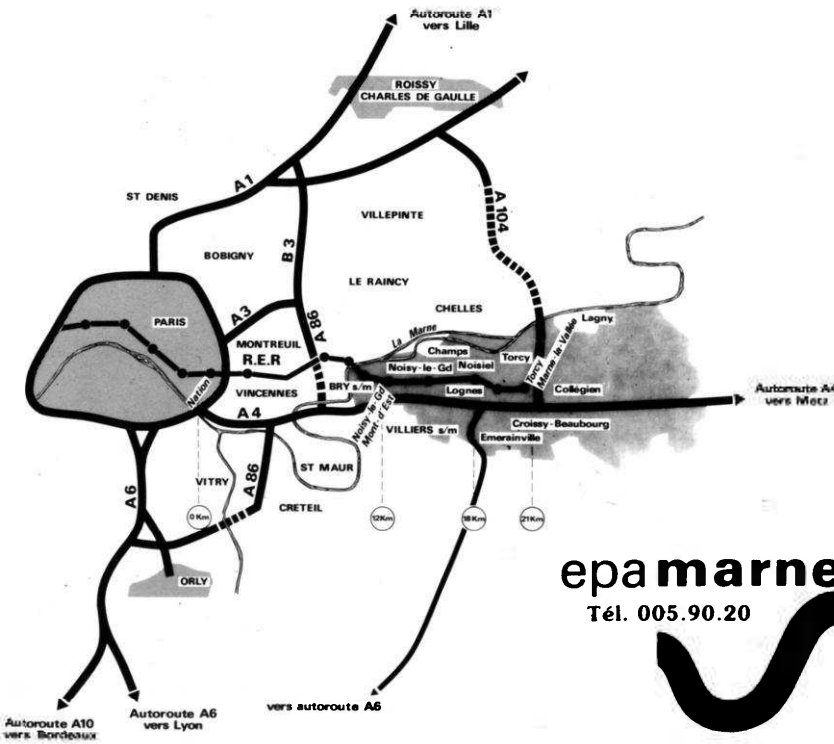 Autoroute A1
vers Lille
ROISSY
CHARLES DE GAULLE
ST DENIS
A1
A 104
VILLEPINTE
BOBIGNY
B 3
LE RAINCY
CHELLES
Lagny
PARIS
A 3
A 86
La Marne
MONTREUIL
R.E.R
Champs
Torcy
Torcy
Marne-la-Vallée
Noisy-le-Gd
Noisiel
Nation
VINCENNES
BRY s/m
Lognes
Collégien
Autoroute A4
vers Metz
A 4
Noisy-le-Gd
Mont-d'Est
VILLIERS s/m
Croissy-Beaubourg
Emerainville
ST MAUR
VITRY
A 86
A 6
CRETEIL
0 Km
12 Km
18 Km
21 Km
ORLY
epamarne
Tél. 005.90.20
vers autoroute A6
Autoroute A10
vers Bordeaux
Autoroute A6
vers Lyon